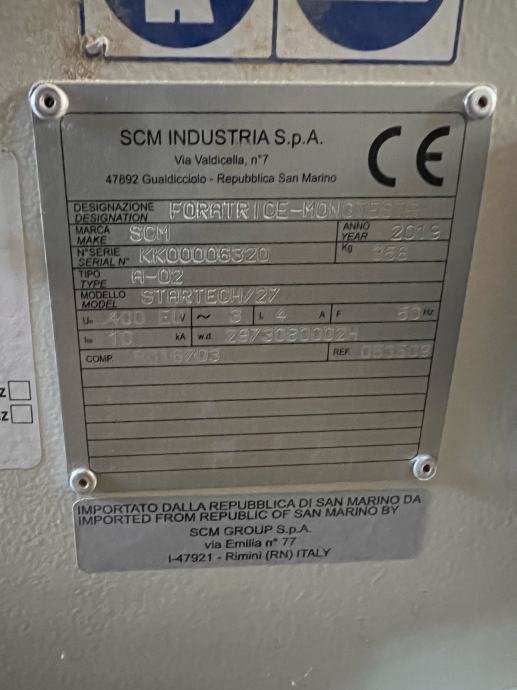 SCM INDUSTRIA S.p.A.
Via Valdicella, n°7
47892 Gualdicciolo - Repubblica San Marino
CE
DESIGNAZIONE
DESIGNATION FORATRICE-MONOTESTA
MARCA
MAKE SCM
ANNO
YEAR 2019
N°SERIE
SERIAL N° KK00006320
Kg 756
TIPO
TYPE A-02
MODELLO
MODEL STARTECH/27
Un 400 EU V ~ 3 L 4 A F 50 Hz
Icc 10 kA w.d. 2973080002H
COMP. REF. 053509
Z
Z
IMPORTATO DALLA REPUBBLICA DI SAN MARINO DA
IMPORTED FROM REPUBLIC OF SAN MARINO BY
SCM GROUP S.p.A.
via Emilia n° 77
I-47921 - Rimini (RN) ITALY